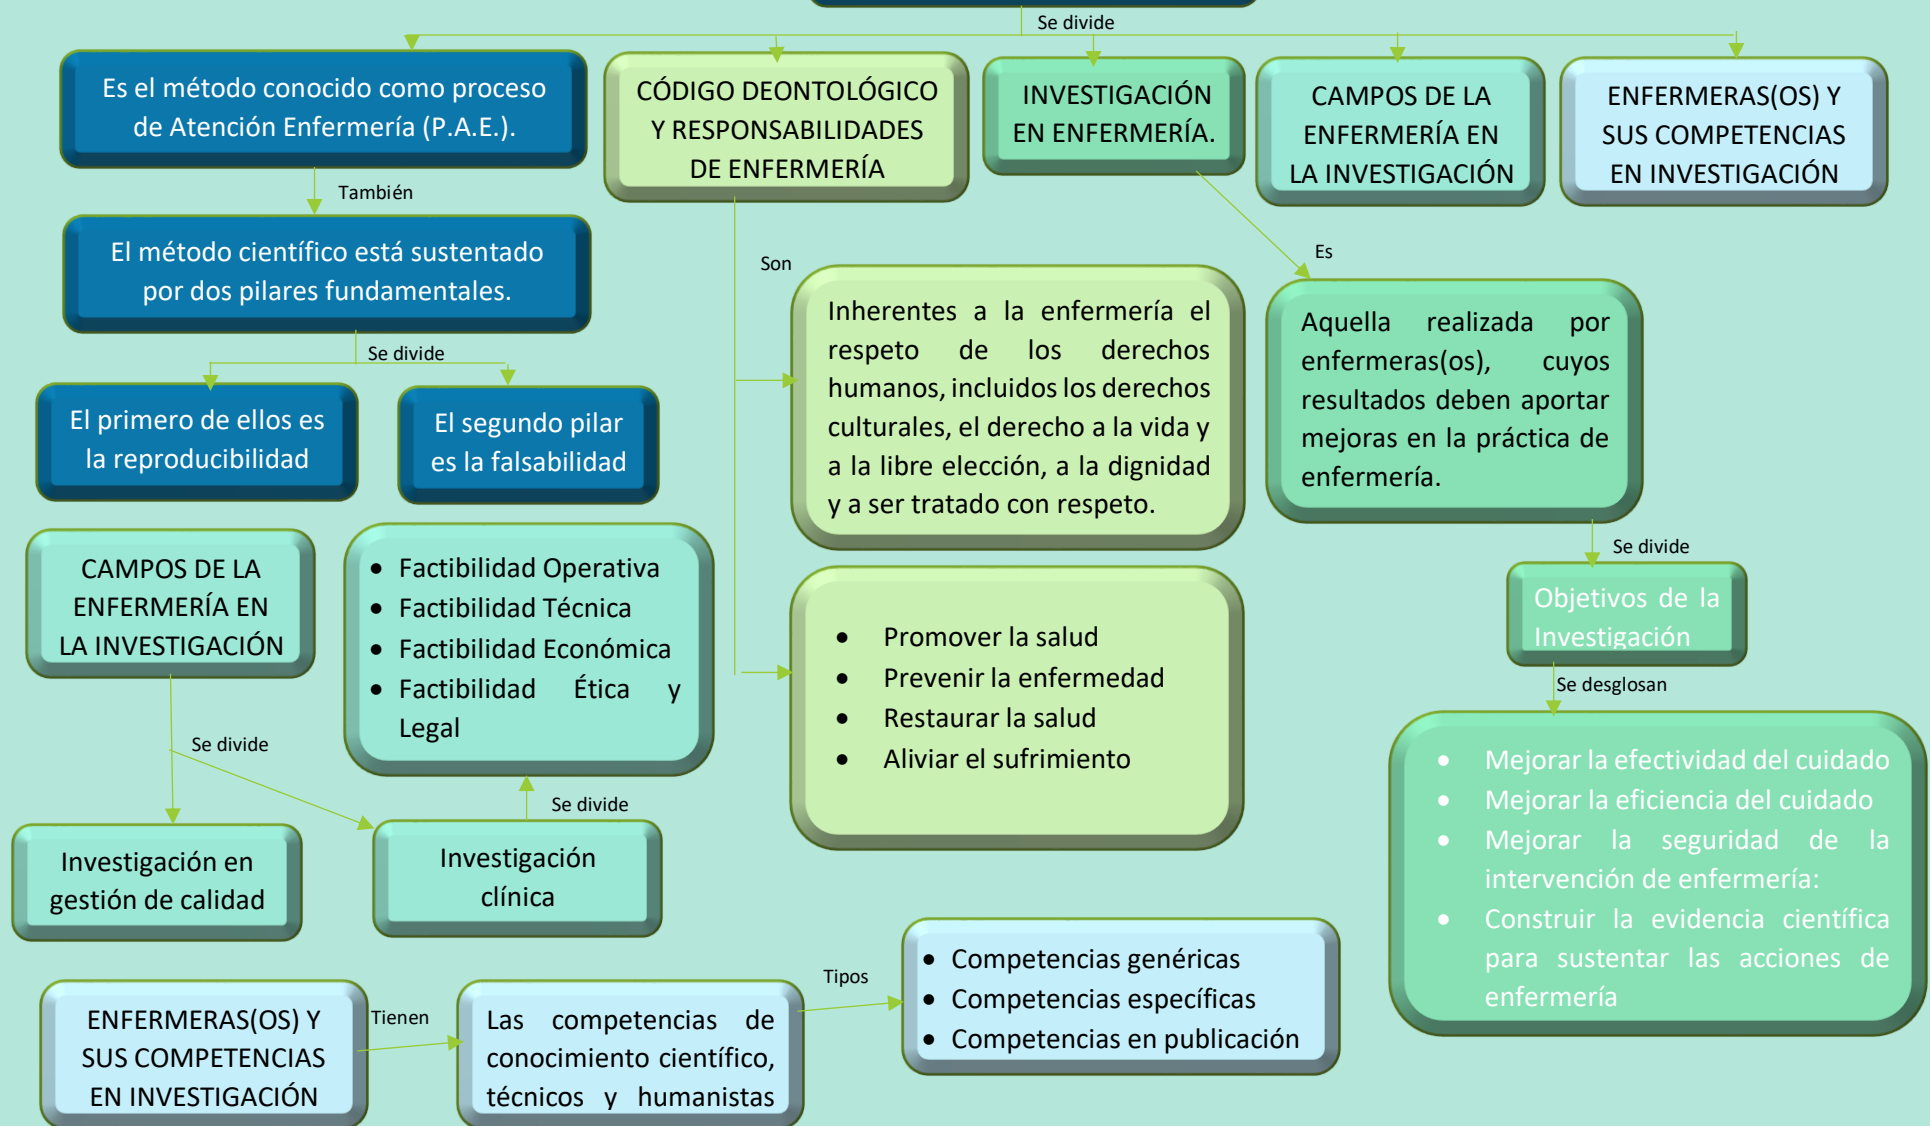 Se divide
Es el método conocido como proceso
de Atención Enfermería (P.A.E.).
CÓDIGO DEONTOLÓGICO
Y RESPONSABILIDADES
DE ENFERMERÍA
INVESTIGACIÓN
EN ENFERMERÍA.
CAMPOS DE LA
ENFERMERÍA EN
LA INVESTIGACIÓN
ENFERMERAS(OS) Y
SUS COMPETENCIAS
EN INVESTIGACIÓN
También
El método científico está sustentado
por dos pilares fundamentales.
Se divide
El primero de ellos es
la reproducibilidad
El segundo pilar
es la falsabilidad
Son
Inherentes a la enfermería el
respeto de los derechos
humanos, incluidos los derechos
culturales, el derecho a la vida y
a la libre elección, a la dignidad
y a ser tratado con respeto.
• Promover la salud
• Prevenir la enfermedad
• Restaurar la salud
• Aliviar el sufrimiento
Es
Aquella realizada por
enfermeras(os), cuyos
resultados deben aportar
mejoras en la práctica de
enfermería.
Se divide
Objetivos de la
Investigación
Se desglosan
• Mejorar la efectividad del cuidado
• Mejorar la eficiencia del cuidado
• Mejorar la seguridad de la
intervención de enfermería:
• Construir la evidencia científica
para sustentar las acciones de
enfermería
CAMPOS DE LA
ENFERMERÍA EN
LA INVESTIGACIÓN
Se divide
Investigación en
gestión de calidad
Investigación
clínica
Se divide
• Factibilidad Operativa
• Factibilidad Técnica
• Factibilidad Económica
• Factibilidad Ética y
Legal
ENFERMERAS(OS) Y
SUS COMPETENCIAS
EN INVESTIGACIÓN
Tienen
Las competencias de
conocimiento científico,
técnicos y humanistas
Tipos
• Competencias genéricas
• Competencias específicas
• Competencias en publicación